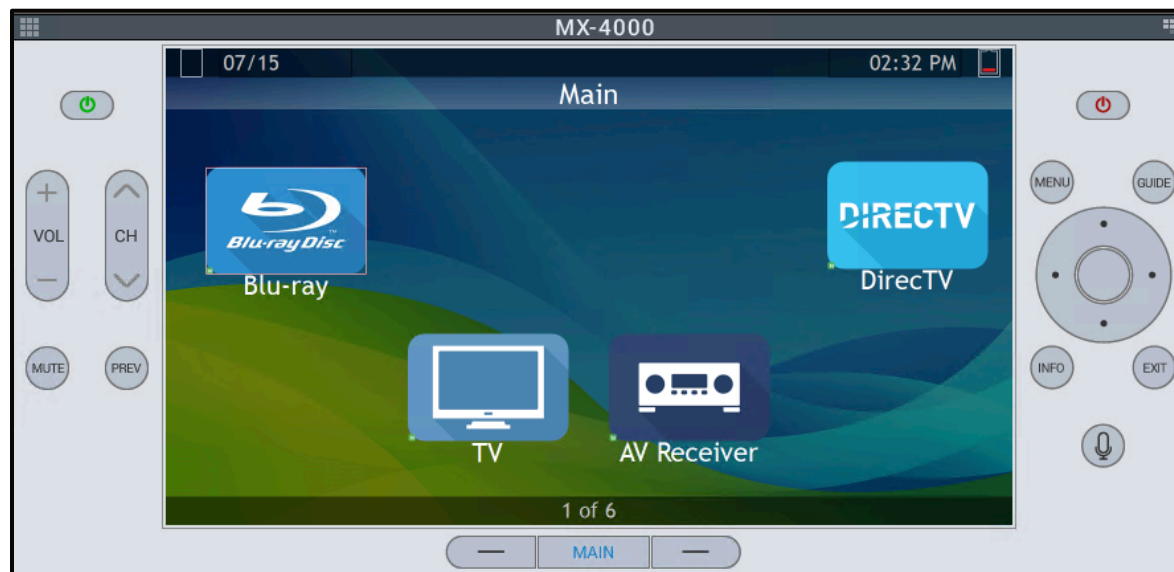 MX-4000
07/15
02:32 PM
Main
MENU
GUIDE
VOL
CH
Blu-ray Disc™
DIRECTV
Blu-ray
DirecTV
MUTE
PREV
INFO
EXIT
TV
AV Receiver
1 of 6
MAIN